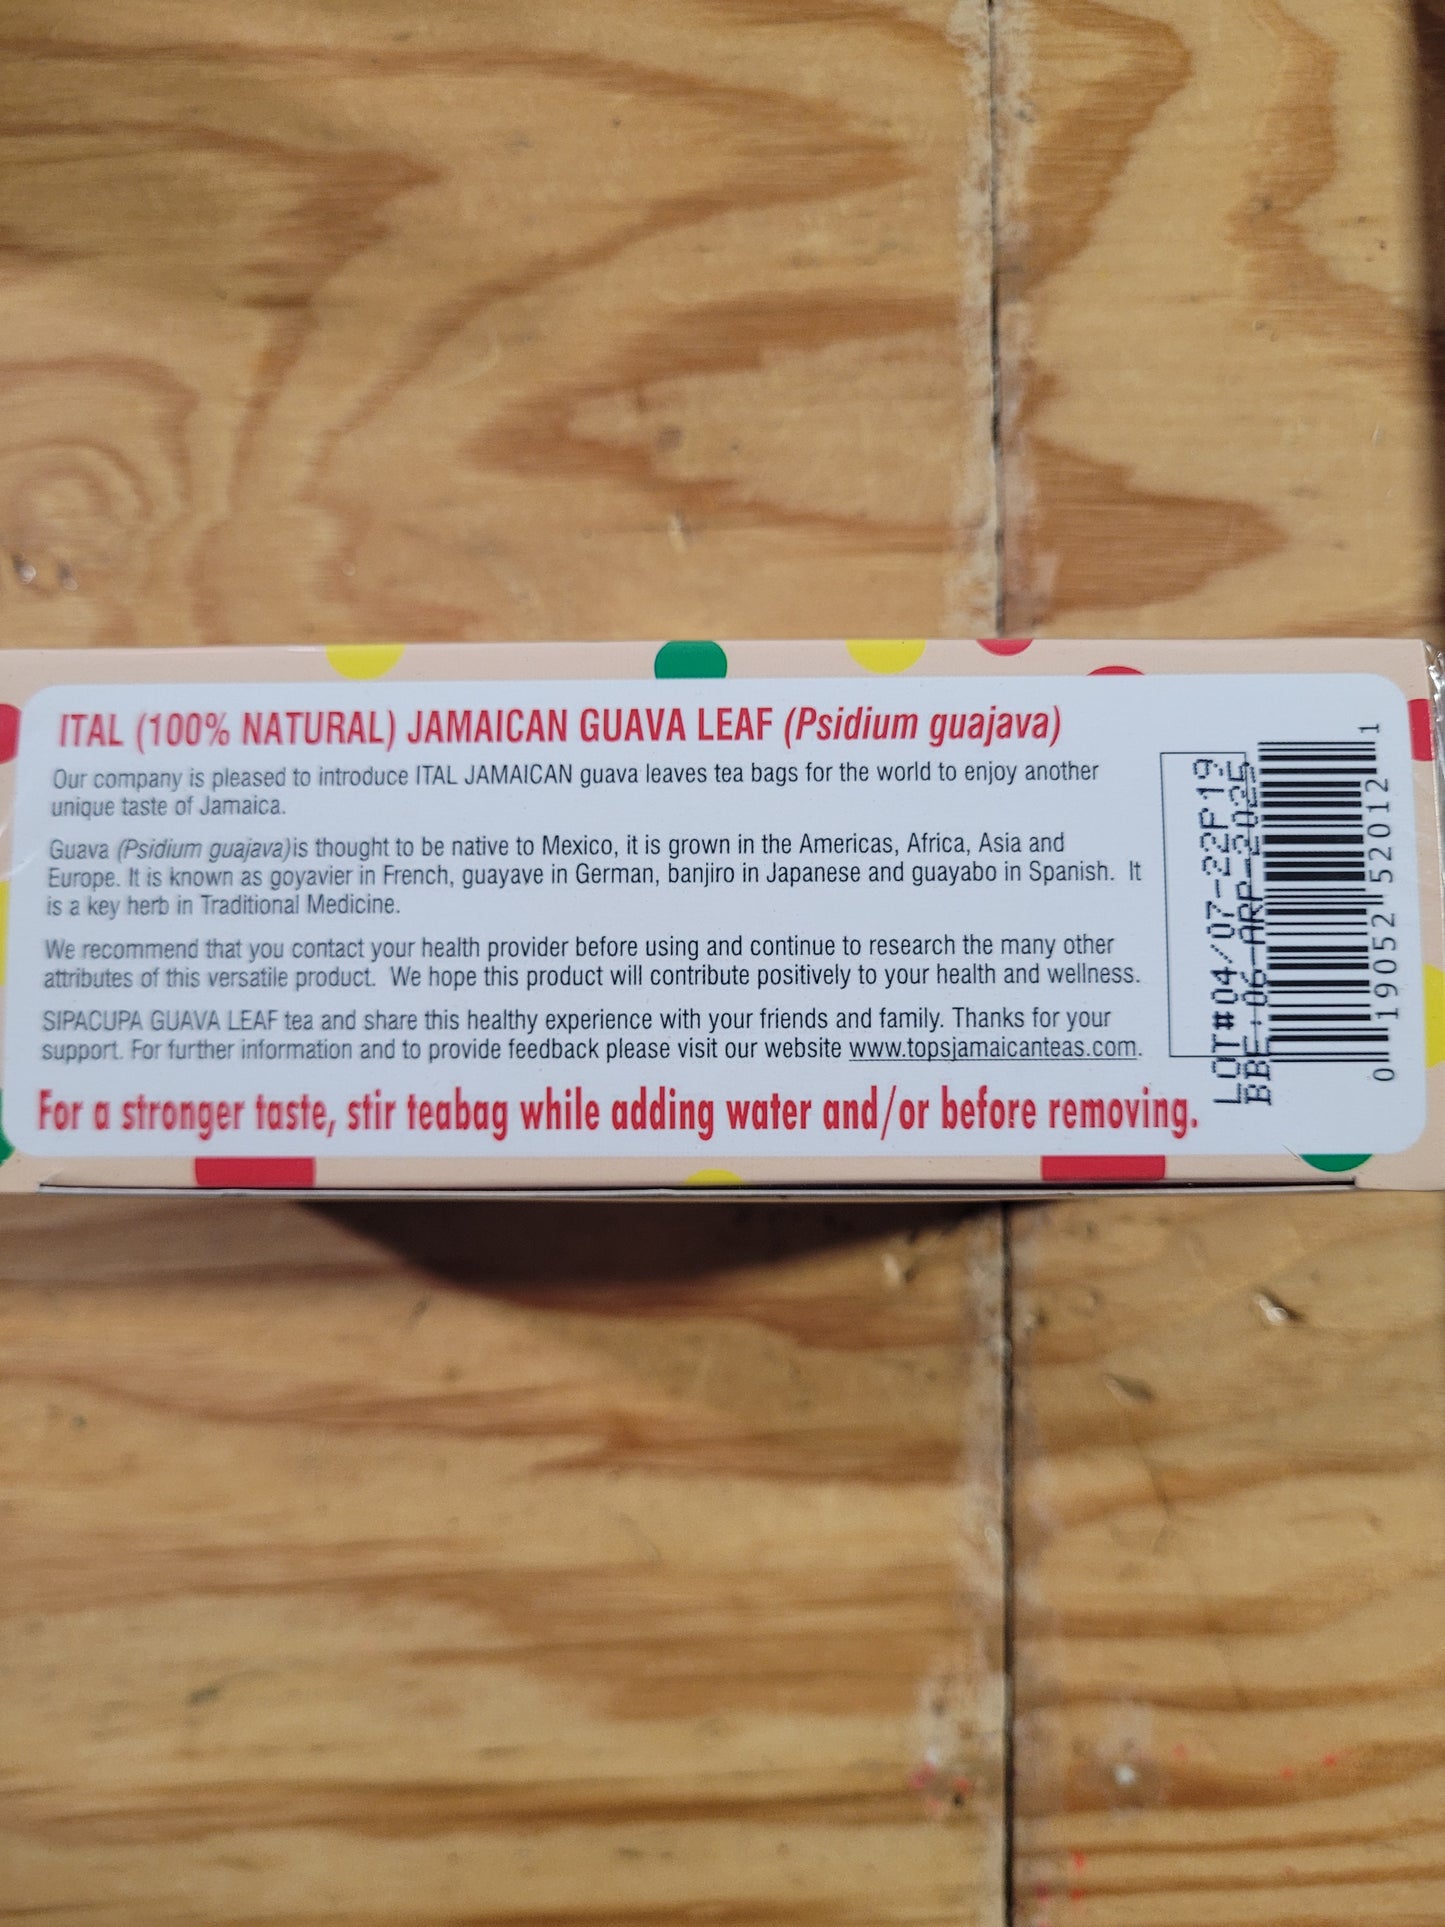 ITAL (100% NATURAL) JAMAICAN GUAVA LEAF (Psidium guajava)
Our company is pleased to introduce ITAL JAMAICAN guava leaves tea bags for the world to enjoy another
unique taste of Jamaica.
Guava (Psidium guajava)is thought to be native to Mexico, it is grown in the Americas, Africa, Asia and
Europe. It is known as goyavier in French, guayave in German, banjiro in Japanese and guayabo in Spanish. It
is a key herb in Traditional Medicine.
We recommend that you contact your health provider before using and continue to research the many other
attributes of this versatile product. We hope this product will contribute positively to your health and wellness.
SIPACUPA GUAVA LEAF tea and share this healthy experience with your friends and family. Thanks for your
support. For further information and to provide feedback please visit our website www.topsjamaicanteas.com.
For a stronger taste, stir teabag while adding water and/or before removing.
LOT#04/07-22P19
BBE:06-ARP-2025
0 19052 52012 1